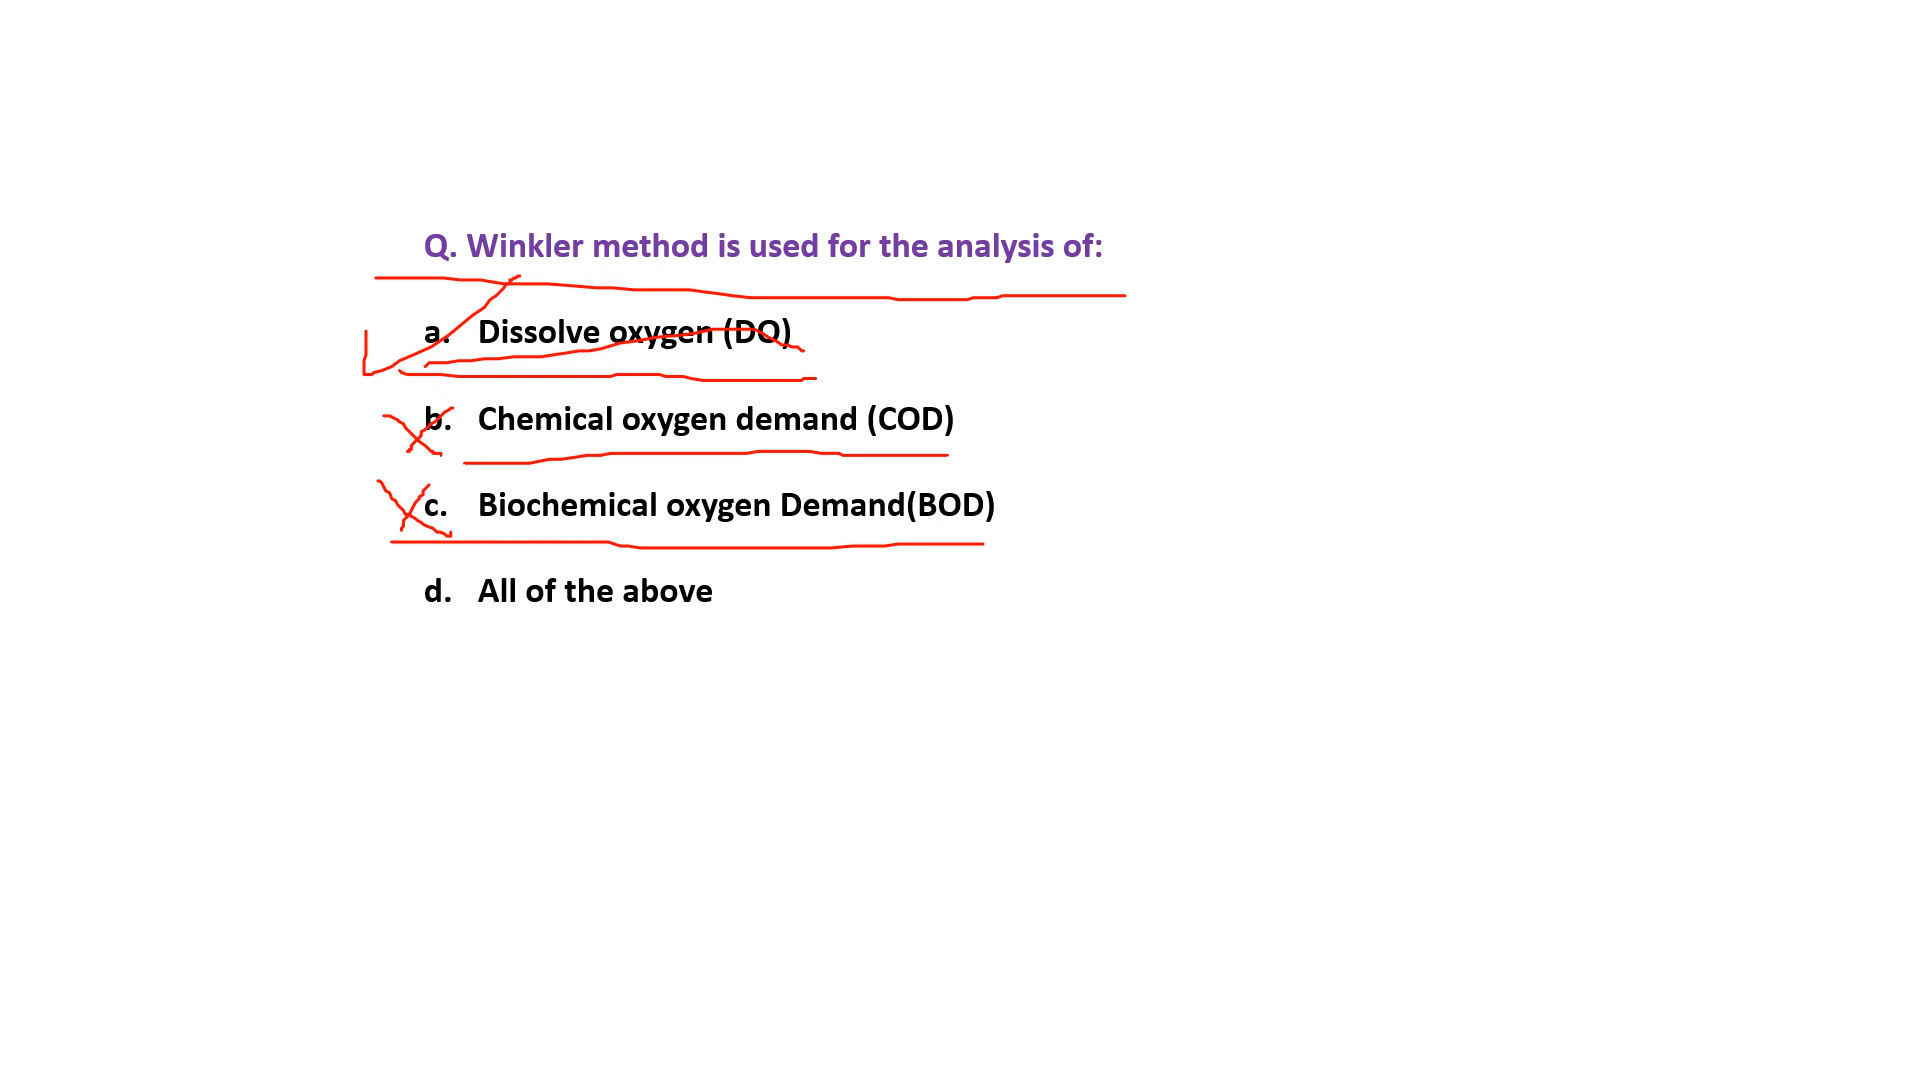 Q. Winkler method is used for the analysis of:
a. Dissolve oxygen (DO)
b. Chemical oxygen demand (COD)
c. Biochemical oxygen Demand(BOD)
d. All of the above